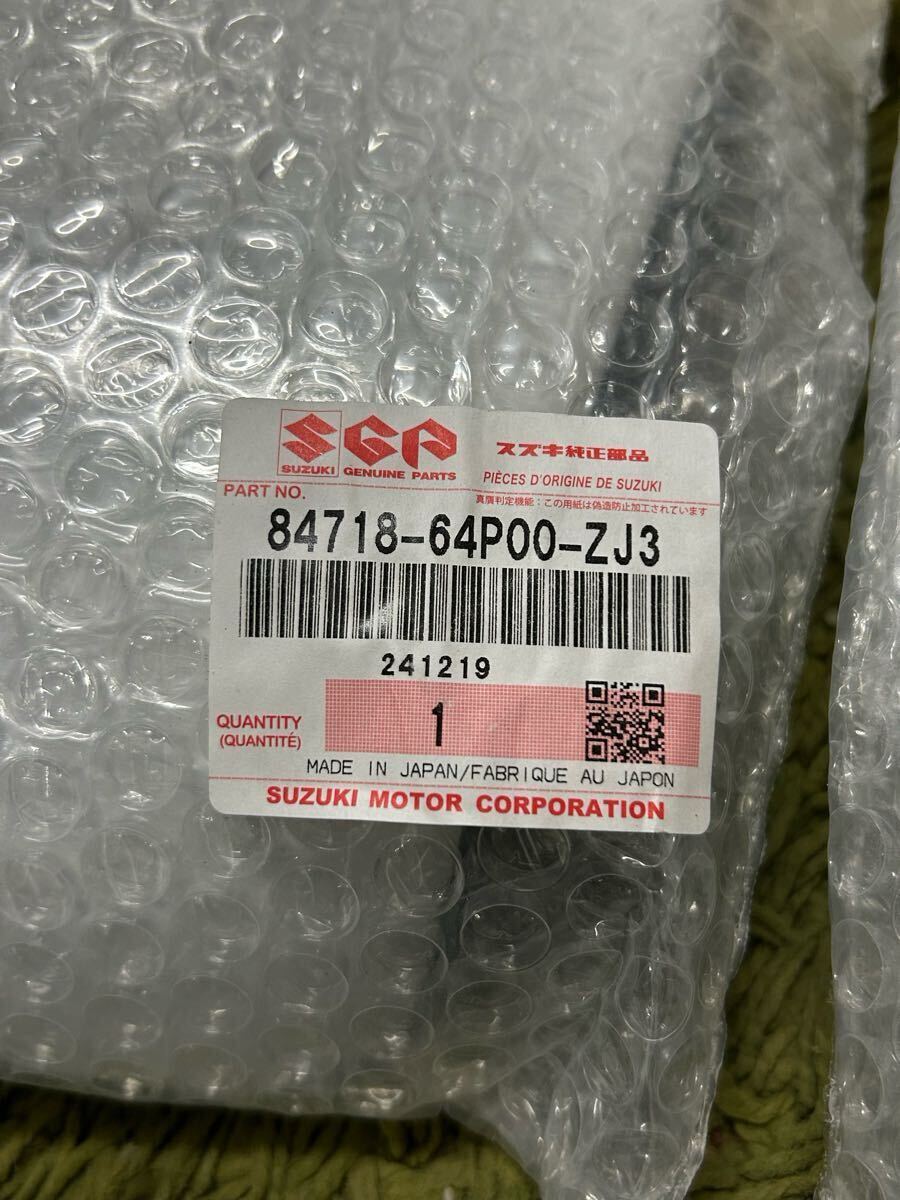 SUZUKI
SGP
GENUINE PARTS
スズキ純正部品
PIÈCES D'ORIGINE DE SUZUKI
PART NO.
真贋判定機能:この用紙は偽造防止加工されています
84718-64P00-ZJ3
241219
QUANTITY
(QUANTITÉ)
1
MADE IN JAPAN/FABRIQUE AU JAPON
SUZUKI MOTOR CORPORATION